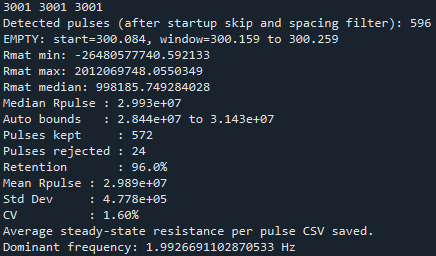 3001 3001 3001
Detected pulses (after startup skip and spacing filter): 596
EMPTY: start=300.084, window=300.159 to 300.259
Rmat min: -26480577740.592133
Rmat max: 2012069748.0550349
Rmat median: 998185.749284028
Median Rpulse : 2.993e+07
Auto bounds   : 2.844e+07 to 3.143e+07
Pulses kept     : 572
Pulses rejected : 24
Retention       : 96.0%
Mean Rpulse : 2.989e+07
Std Dev     : 4.778e+05
CV          : 1.60%
Average steady-state resistance per pulse CSV saved.
Dominant frequency: 1.9926691102870533 Hz